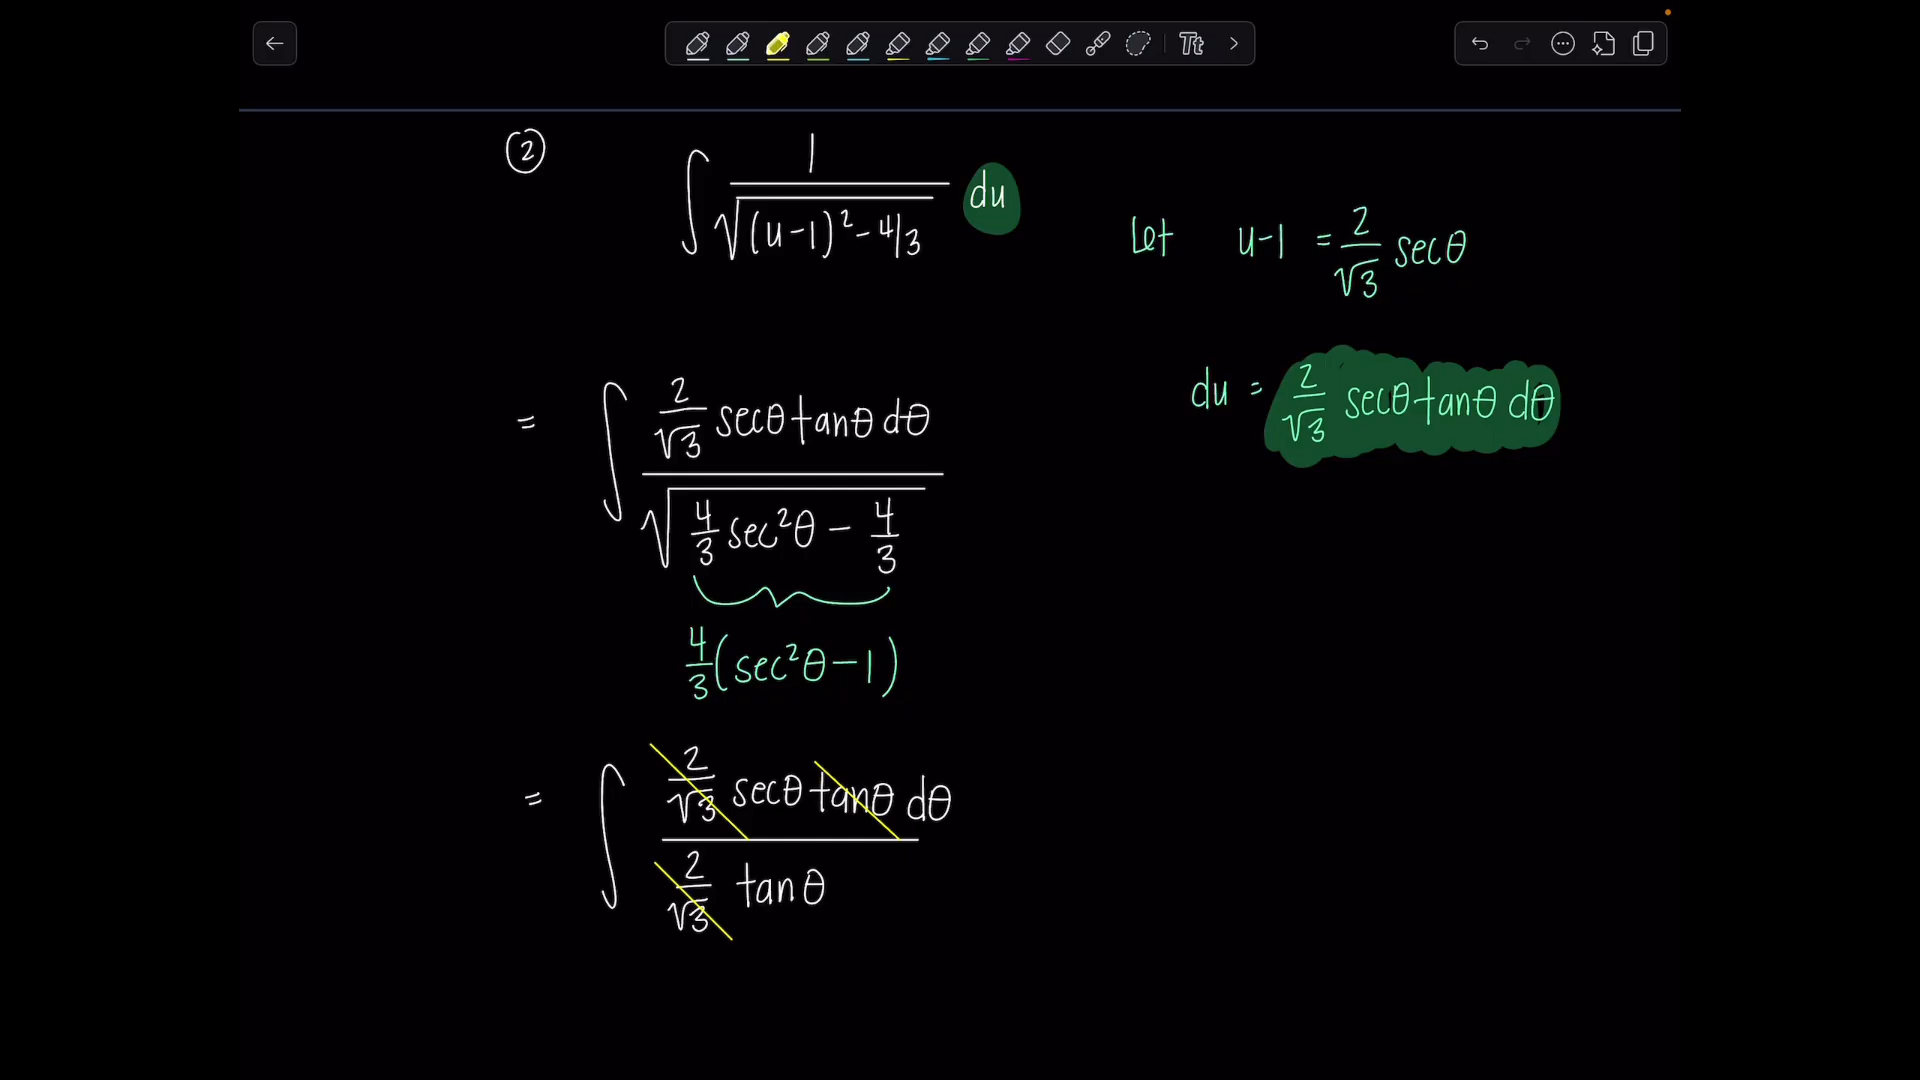 Tt
② ∫ 1 / √((u-1)² - 4/3) du
Let u-1 = 2/√3 secθ
du = 2/√3 secθ tanθ dθ
= ∫ (2/√3 secθ tanθ dθ) / √(4/3 sec²θ - 4/3)
4/3 (sec²θ - 1)
= ∫ (2/√3 secθ tanθ dθ) / (2/√3 tanθ)